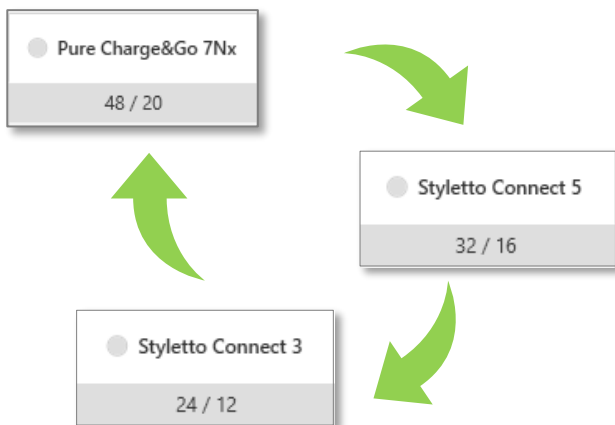 Pure Charge&Go 7Nx
48 / 20
Styletto Connect 5
32 / 16
Styletto Connect 3
24 / 12